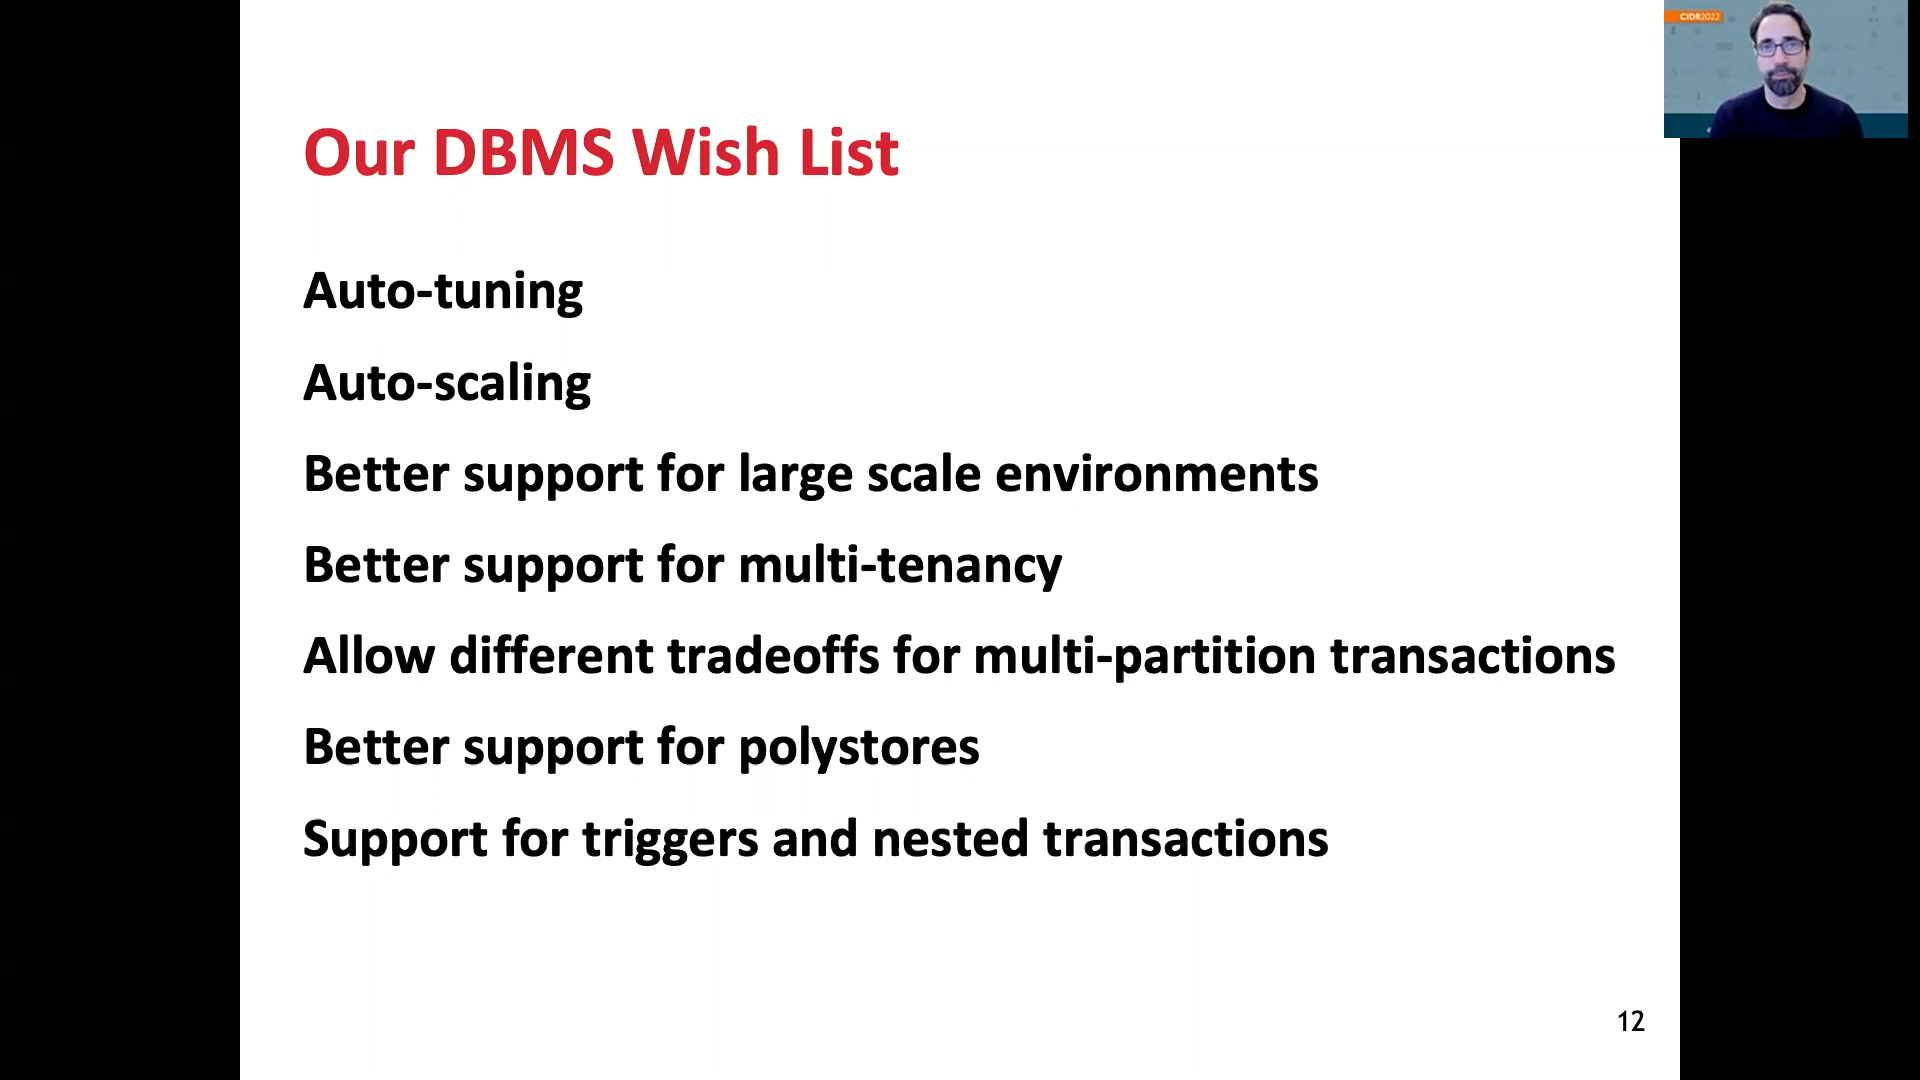 CIDR2022
Our DBMS Wish List
Auto-tuning
Auto-scaling
Better support for large scale environments
Better support for multi-tenancy
Allow different tradeoffs for multi-partition transactions
Better support for polystores
Support for triggers and nested transactions
12